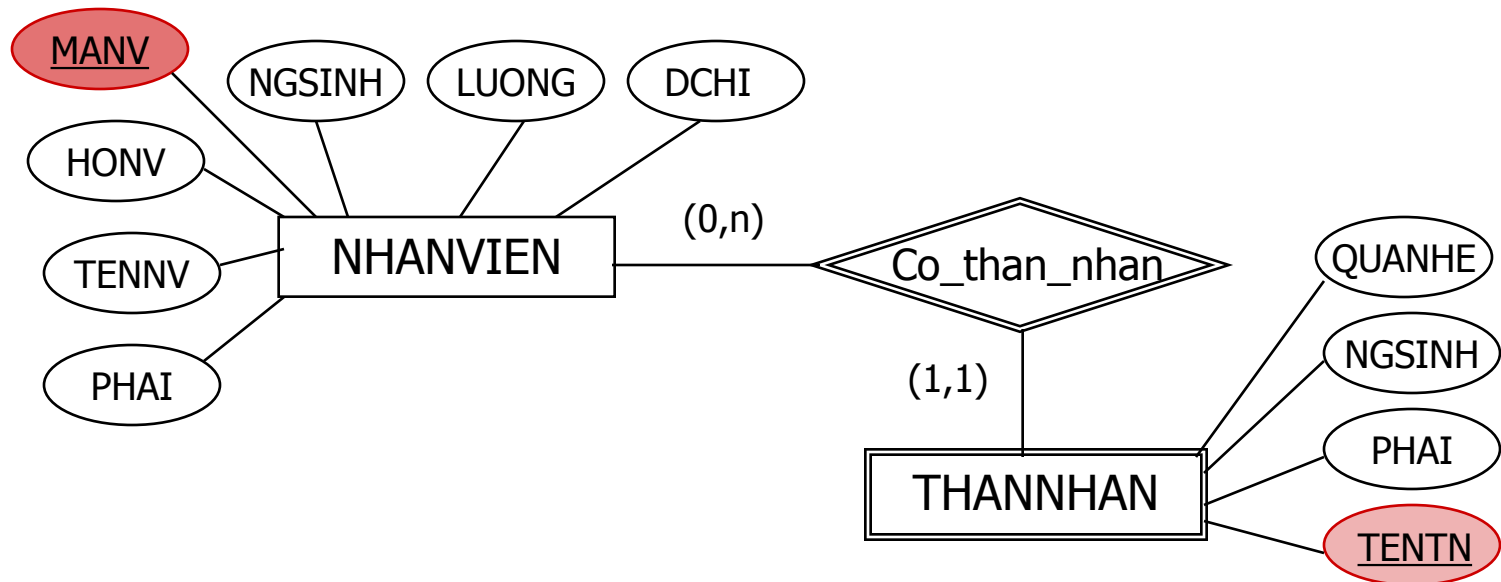 MANV
NGSINH
LUONG
DCHI
HONV
TENNV
PHAI
NHANVIEN
(0,n)
Co_than_nhan
(1,1)
THANNHAN
QUANHE
NGSINH
PHAI
TENTN